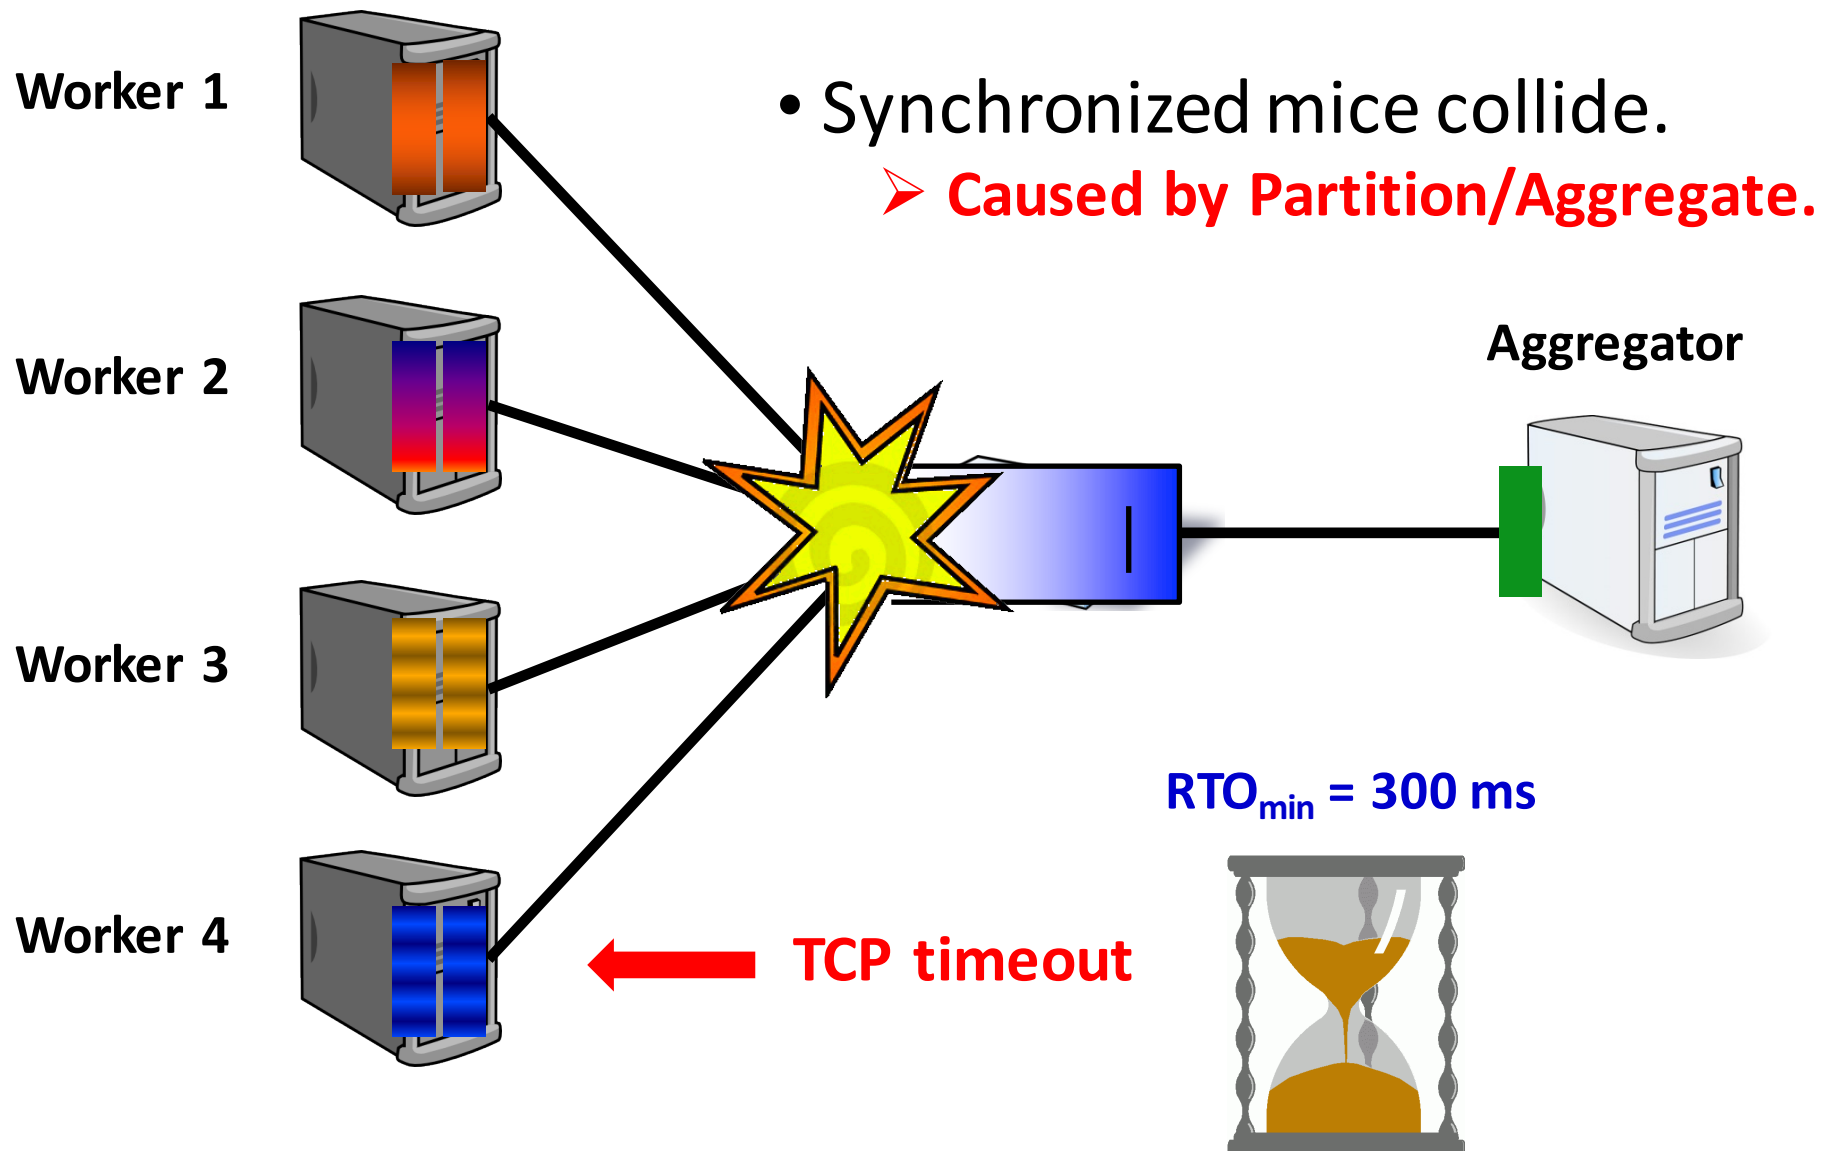 Worker 1
• Synchronized mice collide.
➢ Caused by Partition/Aggregate.
Worker 2
Aggregator
Worker 3
RTOmin = 300 ms
Worker 4
TCP timeout